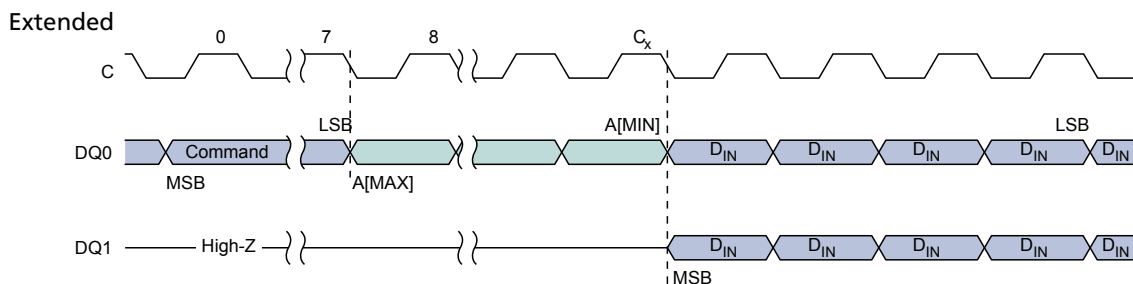 Extended
0 7 8 Cx
C
LSB A[MIN] LSB
DQ0 Command DIN DIN DIN DIN DIN
MSB A[MAX]
DQ1 High-Z DIN DIN DIN DIN DIN
MSB